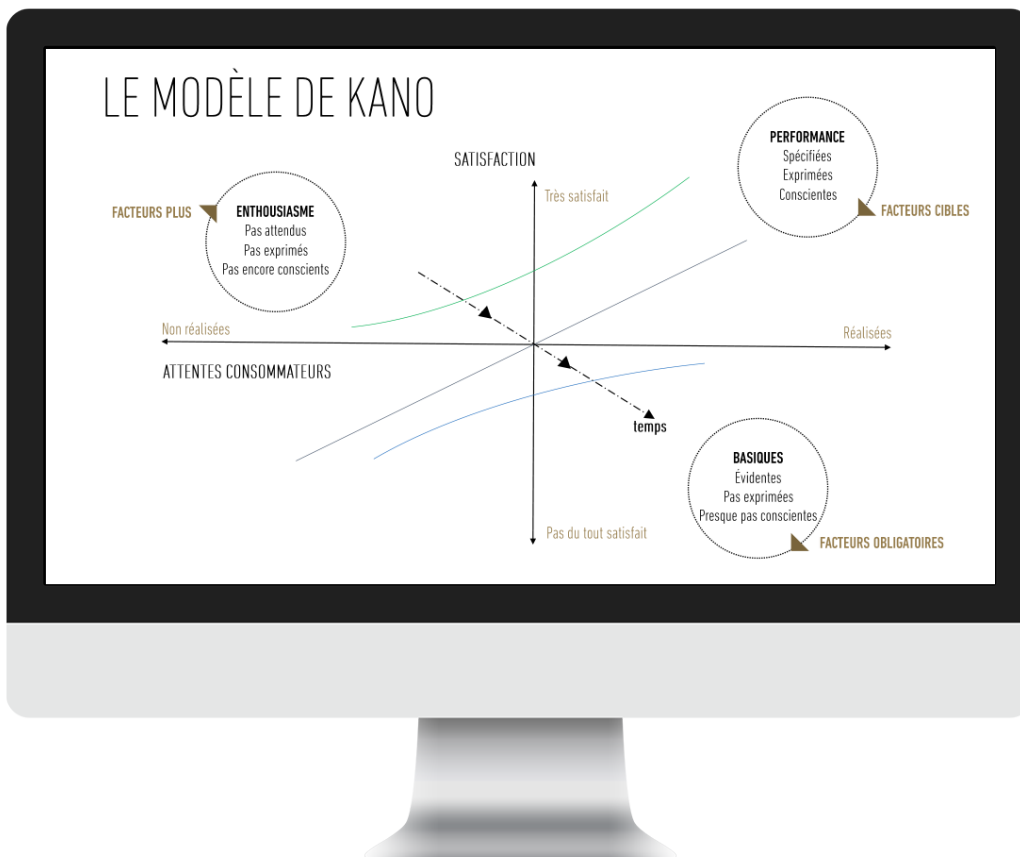 LE MODÈLE DE KANO
SATISFACTION
Très satisfait
PERFORMANCE
Spécifiées
Exprimées
Conscientes
FACTEURS CIBLES
FACTEURS PLUS
ENTHOUSIASME
Pas attendus
Pas exprimés
Pas encore conscients
Non réalisées
Réalisées
ATTENTES CONSOMMATEURS
temps
BASIQUES
Évidentes
Pas exprimées
Presque pas conscientes
Pas du tout satisfait
FACTEURS OBLIGATOIRES